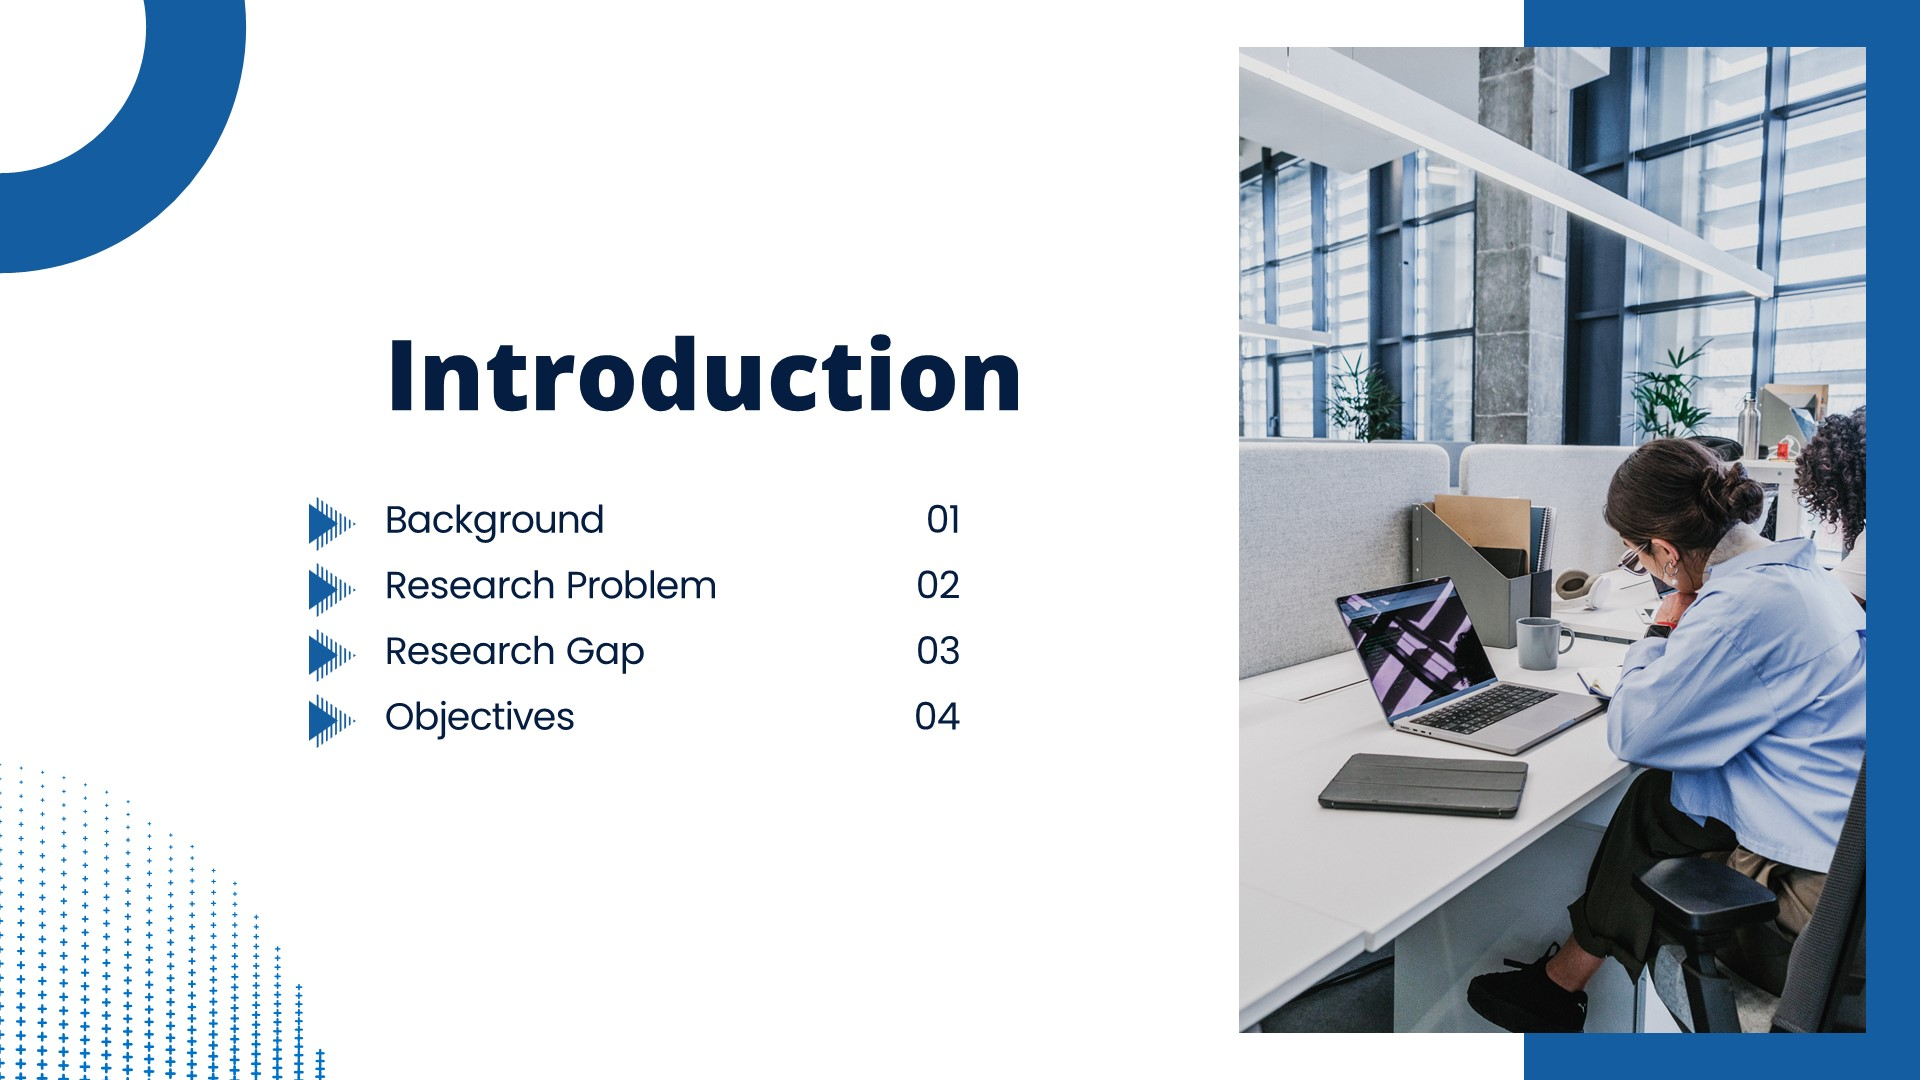 Introduction
Background 01
Research Problem 02
Research Gap 03
Objectives 04